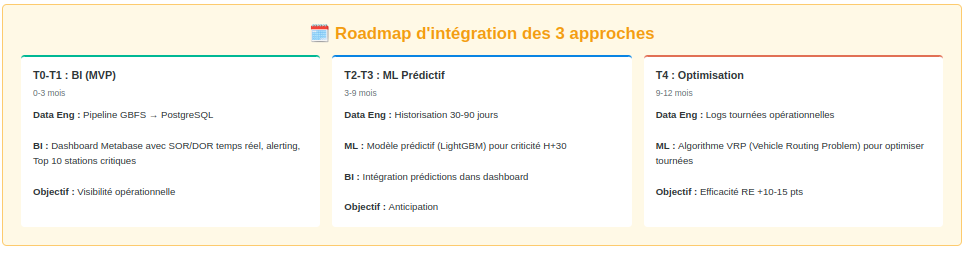 🗓️ Roadmap d'intégration des 3 approches
T0-T1 : BI (MVP)
0-3 mois
Data Eng : Pipeline GBFS → PostgreSQL
BI : Dashboard Metabase avec SOR/DOR temps réel, alerting,
Top 10 stations critiques
Objectif : Visibilité opérationnelle
T2-T3 : ML Prédictif
3-9 mois
Data Eng : Historisation 30-90 jours
ML : Modèle prédictif (LightGBM) pour criticité H+30
BI : Intégration prédictions dans dashboard
Objectif : Anticipation
T4 : Optimisation
9-12 mois
Data Eng : Logs tournées opérationnelles
ML : Algorithme VRP (Vehicle Routing Problem) pour optimiser
tournées
Objectif : Efficacité RE +10-15 pts